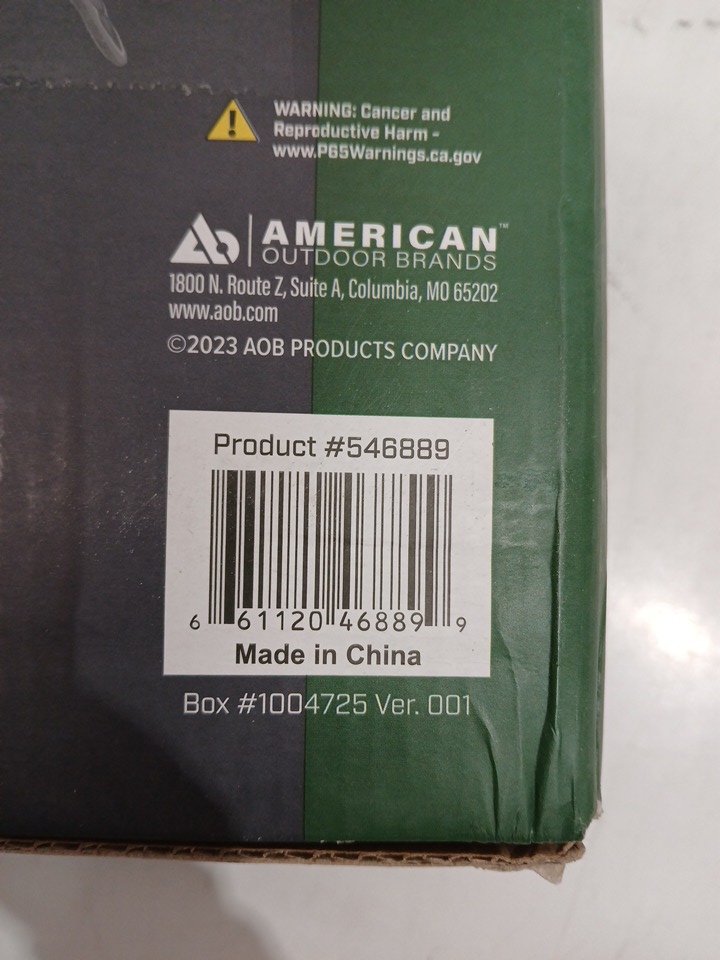 WARNING: Cancer and
Reproductive Harm -
www.P65Warnings.ca.gov
AMERICAN™
OUTDOOR BRANDS
1800 N. Route Z, Suite A, Columbia, MO 65202
www.aob.com
©2023 AOB PRODUCTS COMPANY
Product #546889
6 61120 46889 9
Made in China
Box #1004725 Ver. 001